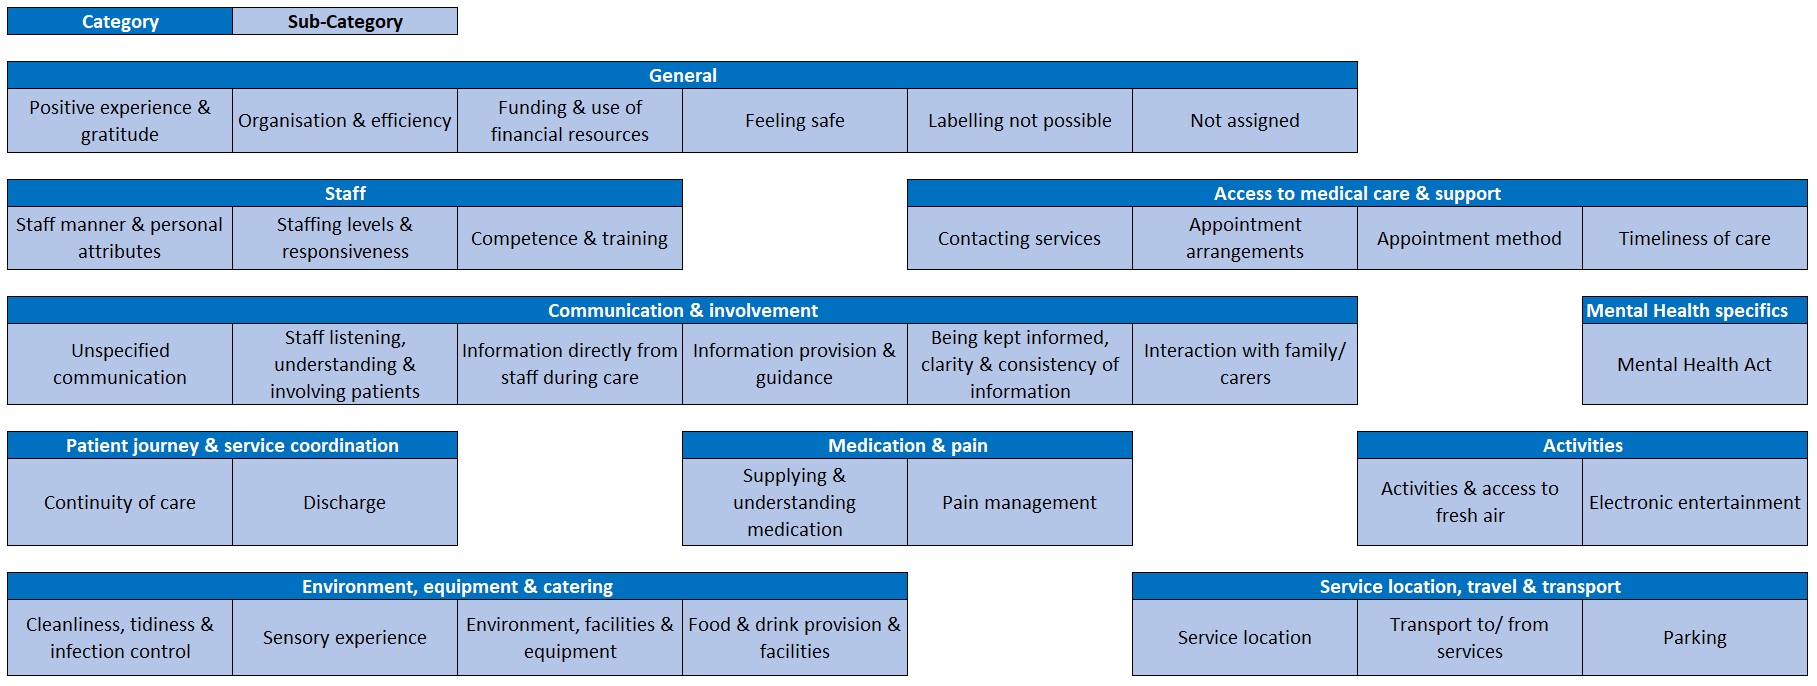 Category
Sub-Category
General
Positive experience &
gratitude
Organisation & efficiency
Funding & use of
financial resources
Feeling safe
Labelling not possible
Not assigned
Staff
Staff manner & personal
attributes
Staffing levels &
responsiveness
Competence & training
Access to medical care & support
Contacting services
Appointment
arrangements
Appointment method
Timeliness of care
Communication & involvement
Unspecified
communication
Staff listening,
understanding &
involving patients
Information directly from
staff during care
Information provision &
guidance
Being kept informed,
clarity & consistency of
information
Interaction with family/
carers
Mental Health specifics
Mental Health Act
Patient journey & service coordination
Continuity of care
Discharge
Medication & pain
Supplying &
understanding
medication
Pain management
Activities
Activities & access to
fresh air
Electronic entertainment
Environment, equipment & catering
Cleanliness, tidiness &
infection control
Sensory experience
Environment, facilities &
equipment
Food & drink provision &
facilities
Service location, travel & transport
Service location
Transport to/ from
services
Parking